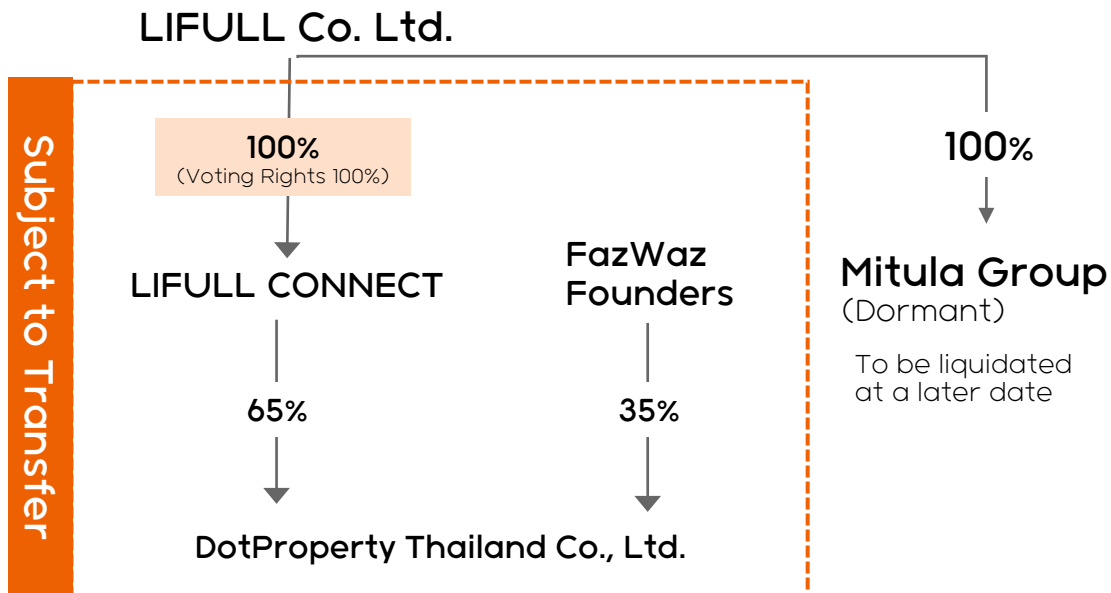 LIFULL Co. Ltd.
Subject to Transfer
100%
(Voting Rights 100%)
100%
LIFULL CONNECT
FazWaz
Founders
Mitula Group
(Dormant)
To be liquidated
at a later date
65%
35%
DotProperty Thailand Co., Ltd.